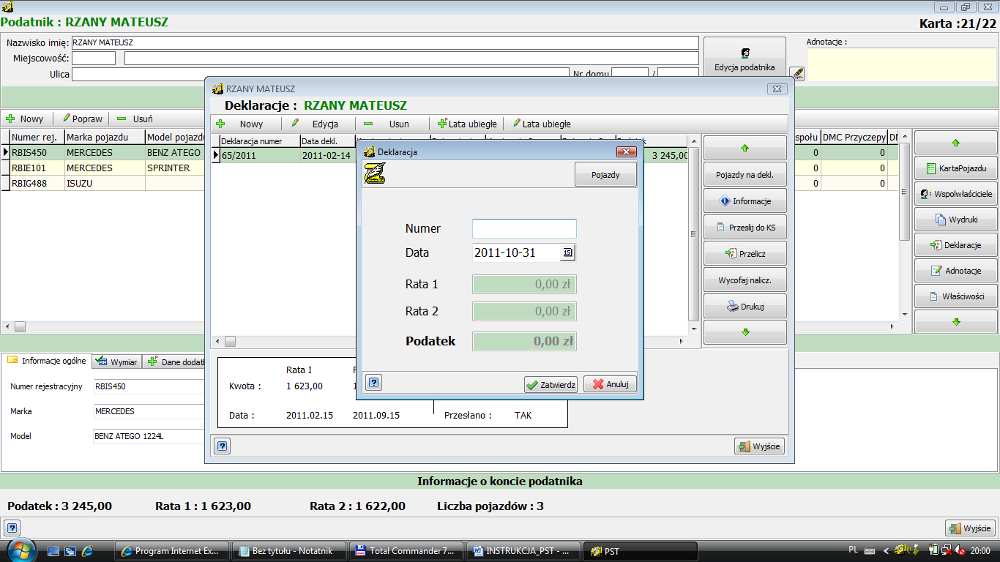 Podatnik : RZANY MATEUSZ
Karta :21/22
Nazwisko imię: RZANY MATEUSZ
Adnotacje :
Miejscowość:
Edycja podatnika
Ulica
Nr domu /
RZANY MATEUSZ
Deklaracje : RZANY MATEUSZ
Nowy Popraw Usuń
Nowy Edycja Usun Lata ubiegłe Lata ubiegłe
Numer rej. Marka pojazdu Model pojazdu
RBIS450 MERCEDES BENZ ATEGO
RBIE101 MERCEDES SPRINTER
RBIG488 ISUZU
Deklaracja numer Data dekl.
65/2011 2011-02-14 3 245,00
społu DMC Przyczepy
0 0
0 0
0 0
Deklaracja
Pojazdy
Numer
Data 2011-10-31 15
Rata 1 0,00 zł
Rata 2 0,00 zł
Podatek 0,00 zł
Zatwierdz Anuluj
Pojazdy na dekl.
Informacje
Przeslij do KS
Przelicz
Wycofaj nalicz.
Drukuj
KartaPojazdu
Wspolwłaściciele
Wydruki
Deklaracje
Adnotacje
Właściwości
Rata I
Kwota : 1 623,00
Data : 2011.02.15 2011.09.15 Przesłano : TAK
Wyjście
Informacje ogólne Wymiar Dane dodatk
Numer rejestracyjny RBIS450
Marka MERCEDES
Model BENZ ATEGO 1224L
Informacje o koncie podatnika
Podatek : 3 245,00 Rata 1 : 1 623,00 Rata 2 : 1 622,00 Liczba pojazdów : 3
Wyjście
Program Internet Ex... Bez tytułu - Notatnik Total Commander 7... INSTRUKCJA_PST - ... PST PL 20:00